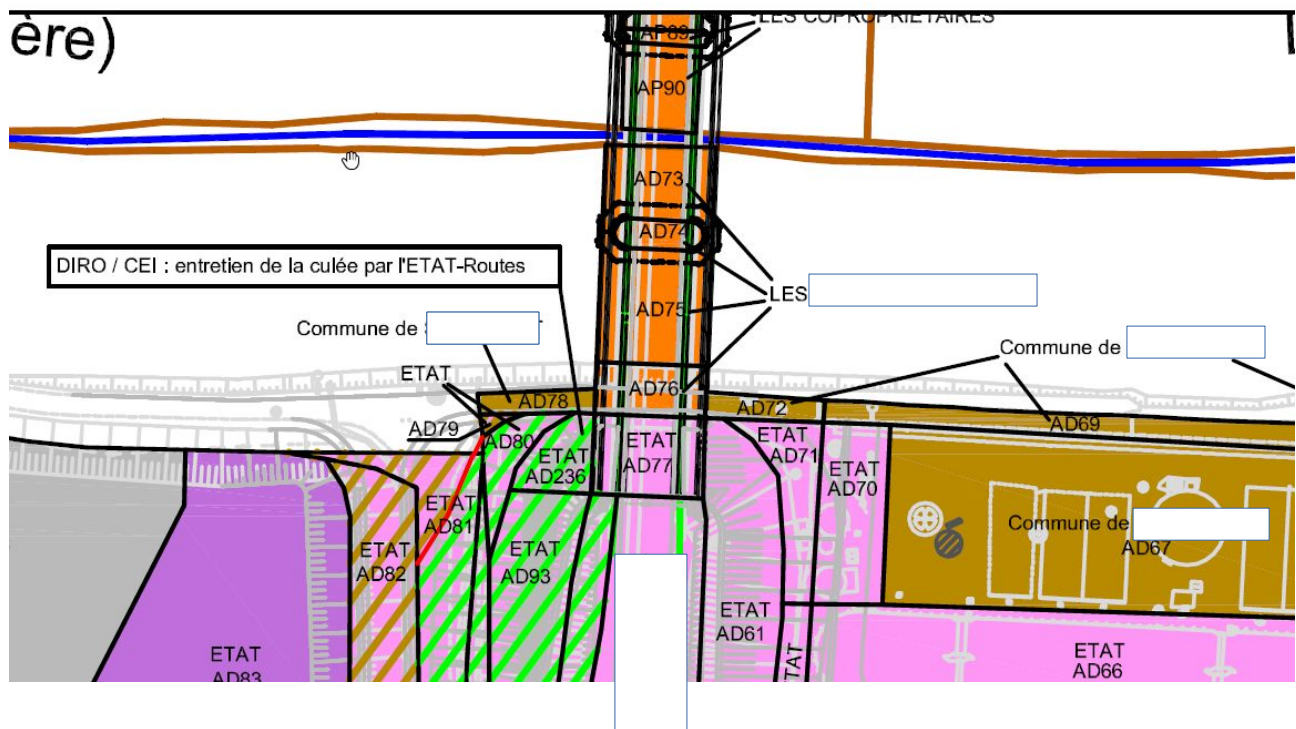 LES COPROPRIETAIRES
ère)
AP89
AP90
AD73
AD74
DIRO / CEI : entretien de la culée par l'ETAT-Routes
LES
AD75
Commune de
Commune de
ETAT
AD76
AD78
AD72
AD69
AD79
AD80
ETAT
AD77
ETAT
AD71
ETAT
AD236
ETAT
AD70
ETAT
AD81
Commune de
AD67
ETAT
AD82
ETAT
AD93
ETAT
AD61
ETAT
AD83
ETAT
ETAT
AD66